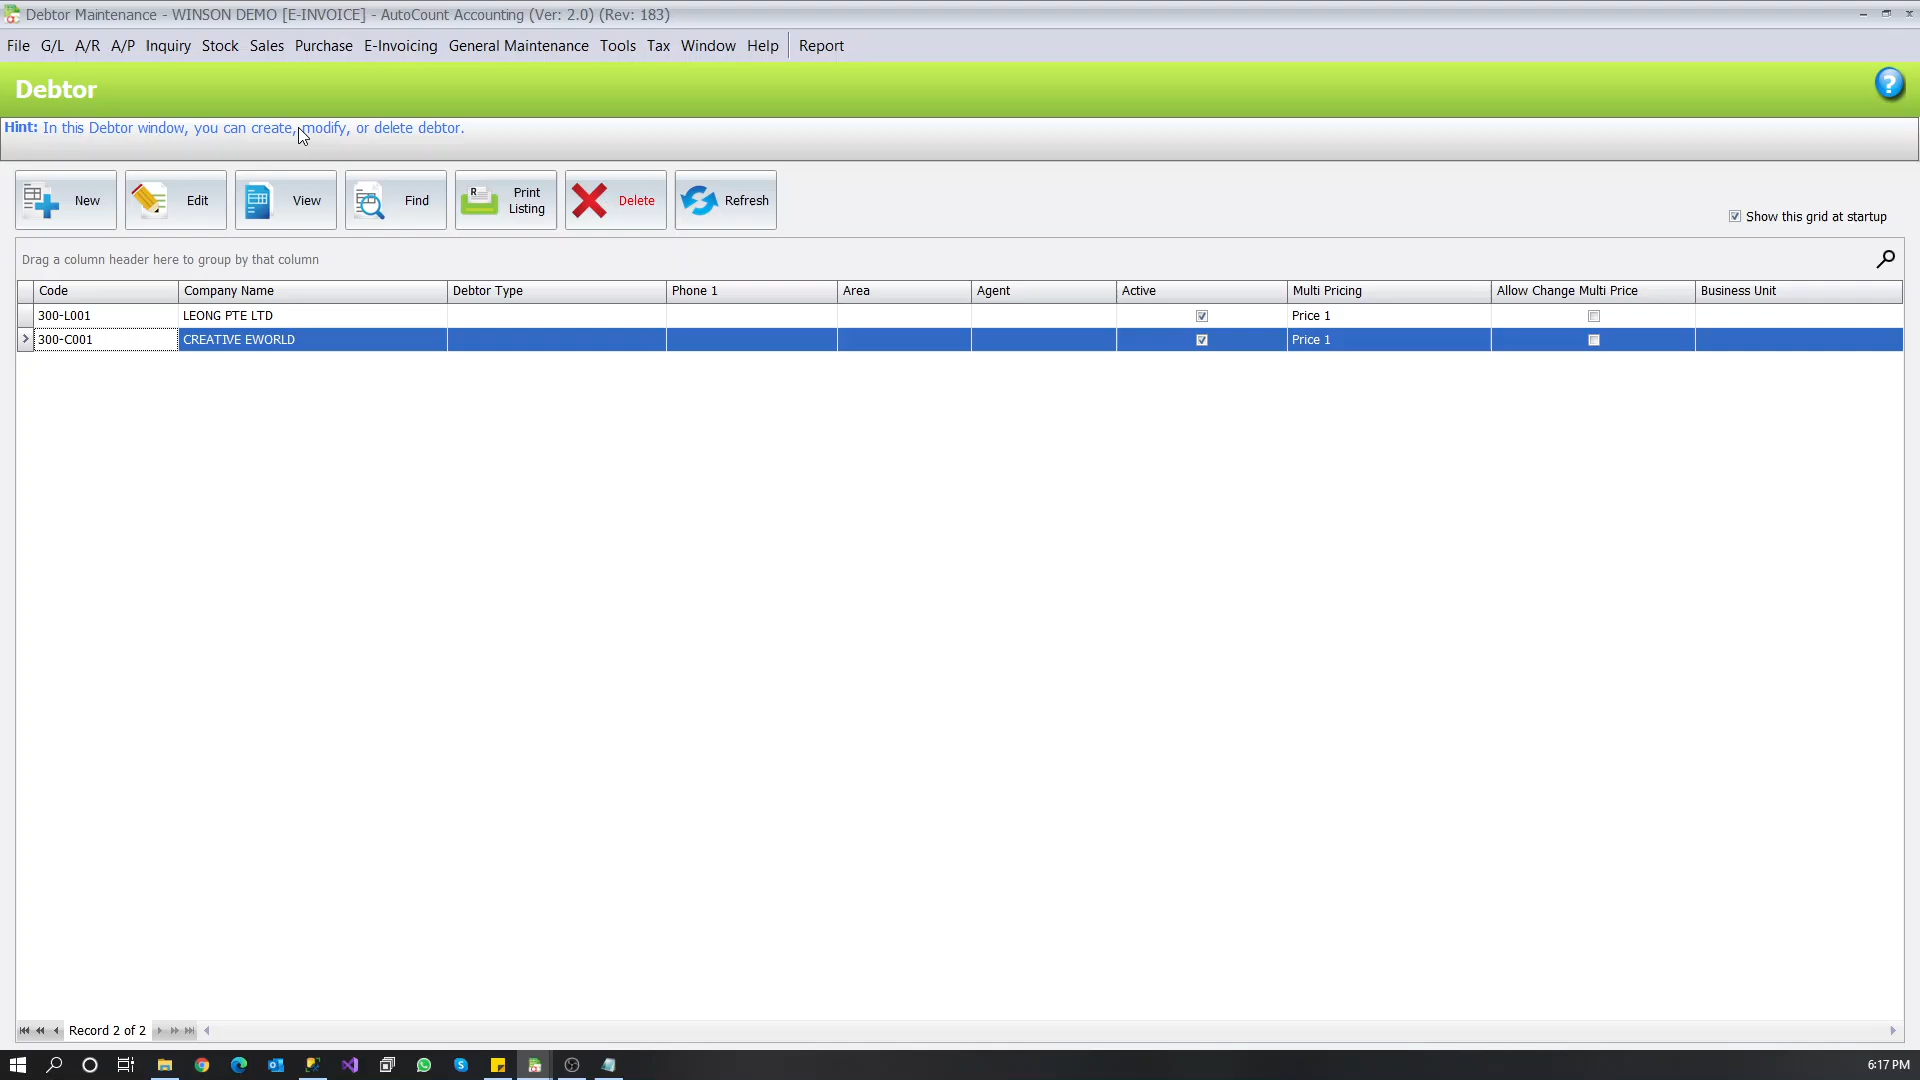 Debtor Maintenance - WINSON DEMO [E-INVOICE] - AutoCount Accounting (Ver: 2.0) (Rev: 183)
File G/L A/R A/P Inquiry Stock Sales Purchase E-Invoicing General Maintenance Tools Tax Window Help Report
Debtor
Hint: In this Debtor window, you can create, modify, or delete debtor.
New Edit View Find Print Listing Delete Refresh
Show this grid at startup
Drag a column header here to group by that column
Code Company Name Debtor Type Phone 1 Area Agent Active Multi Pricing Allow Change Multi Price Business Unit
300-L001 LEONG PTE LTD Price 1
300-C001 CREATIVE EWORLD Price 1
Record 2 of 2
6:17 PM